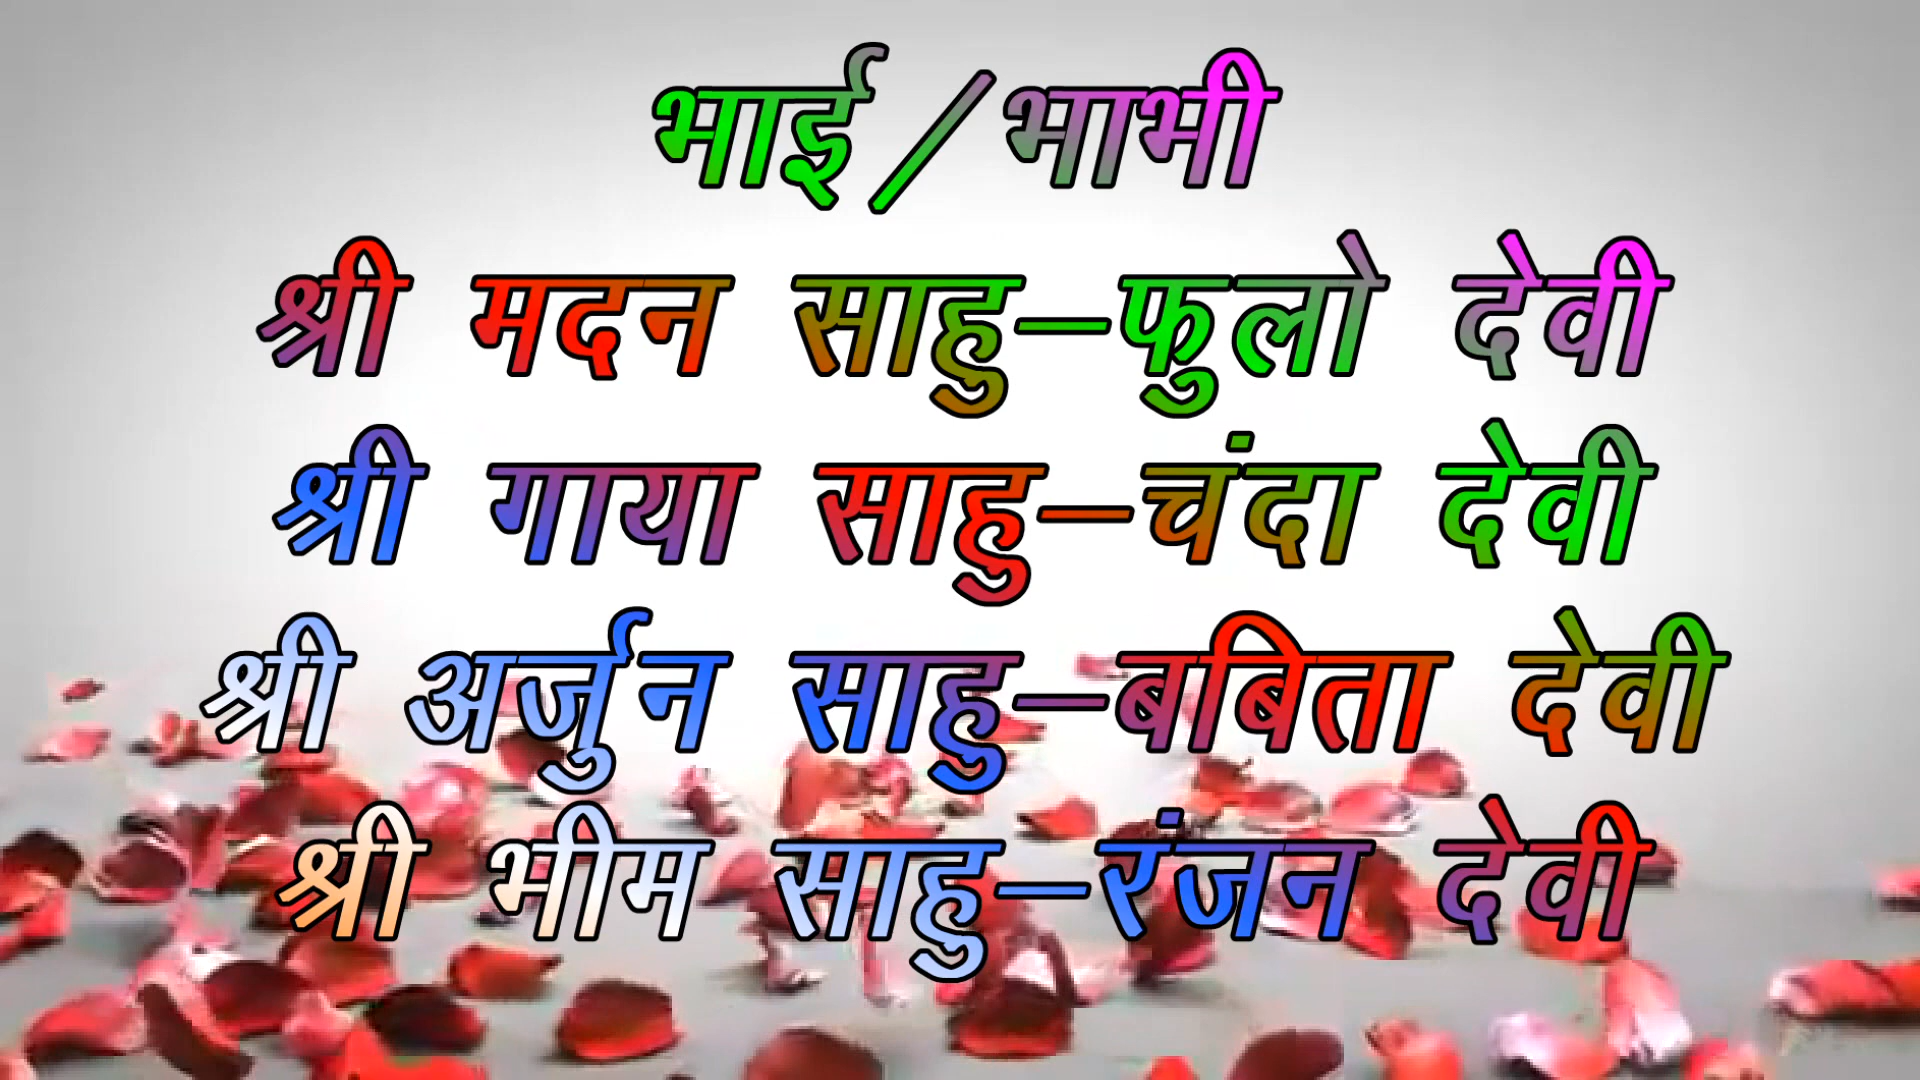 भाई/भाभी
श्री मदन साहु-फुलो देवी
श्री गाया साहु-चंदा देवी
श्री अर्जुन साहु-बबिता देवी
श्री भीम साहु-रंजन देवी